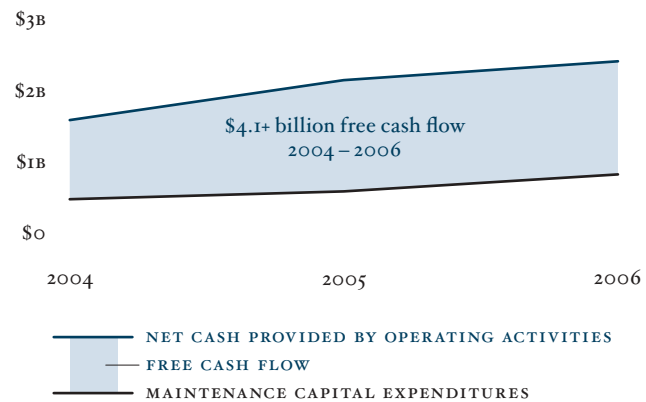 $3B
$2B
$4.1+ billion free cash flow
2004–2006
$1B
$0
2004 2005 2006
NET CASH PROVIDED BY OPERATING ACTIVITIES
FREE CASH FLOW
MAINTENANCE CAPITAL EXPENDITURES